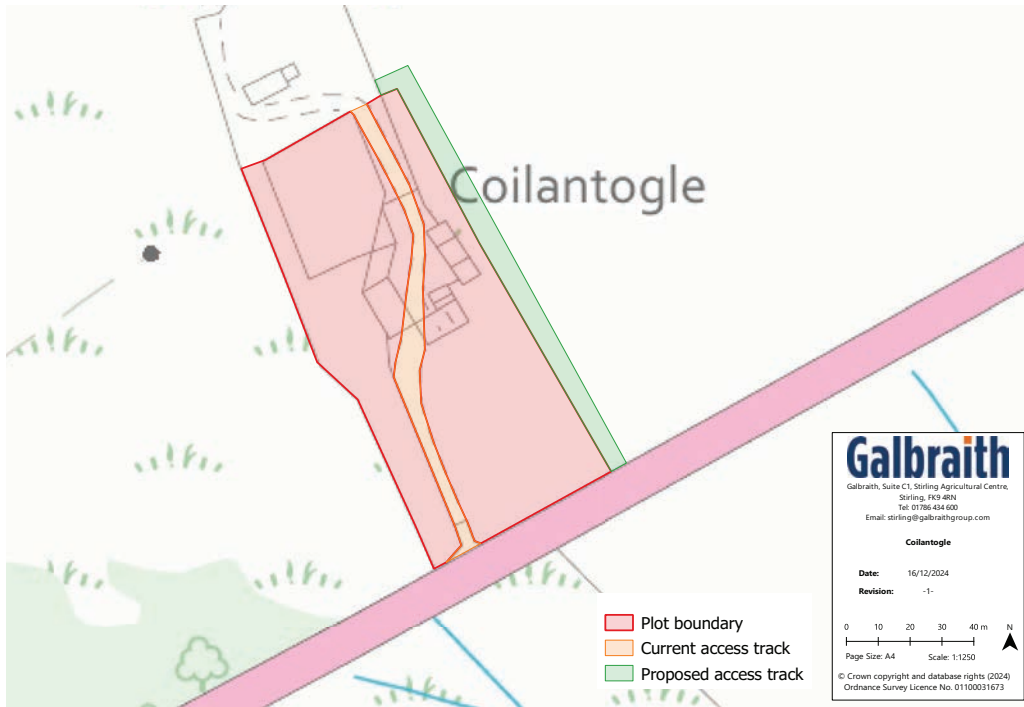 Coilantogle
Galbraith
Galbraith, Suite C1, Stirling Agricultural Centre,
Stirling, FK9 4RN
Tel: 01786 434 600
Email: stirling@galbraithgroup.com
Coilantogle
Date: 16/12/2024
Revision: -1-
0 10 20 30 40 m N
Page Size: A4 Scale: 1:1250
© Crown copyright and database rights (2024)
Ordnance Survey Licence No. 01100031673
Plot boundary
Current access track
Proposed access track